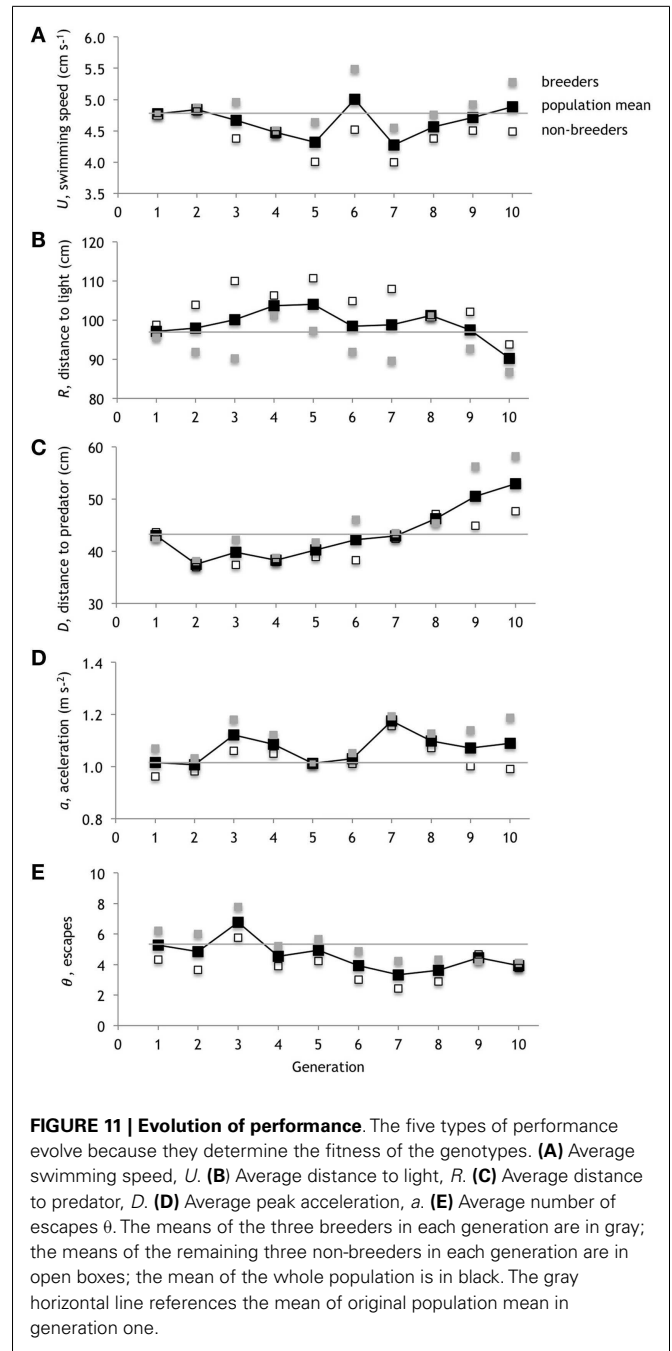 A
U, swimming speed (cm s-1)
6.0
5.5
5.0
4.5
4.0
3.5
0 1 2 3 4 5 6 7 8 9 10
breeders
population mean
non-breeders
B
R, distance to light (cm)
120
110
100
90
80
0 1 2 3 4 5 6 7 8 9 10
C
D, distance to predator (cm)
60
50
40
30
0 1 2 3 4 5 6 7 8 9 10
D
a, aceleration (m s-2)
1.4
1.2
1.0
0.8
0 1 2 3 4 5 6 7 8 9 10
E
θ, escapes
10
8
6
4
2
0
0 1 2 3 4 5 6 7 8 9 10
Generation
FIGURE 11 | Evolution of performance. The five types of performance
evolve because they determine the fitness of the genotypes. (A) Average
swimming speed, U. (B) Average distance to light, R. (C) Average distance
to predator, D. (D) Average peak acceleration, a. (E) Average number of
escapes θ. The means of the three breeders in each generation are in gray;
the means of the remaining three non-breeders in each generation are in
open boxes; the mean of the whole population is in black. The gray
horizontal line references the mean of original population mean in
generation one.